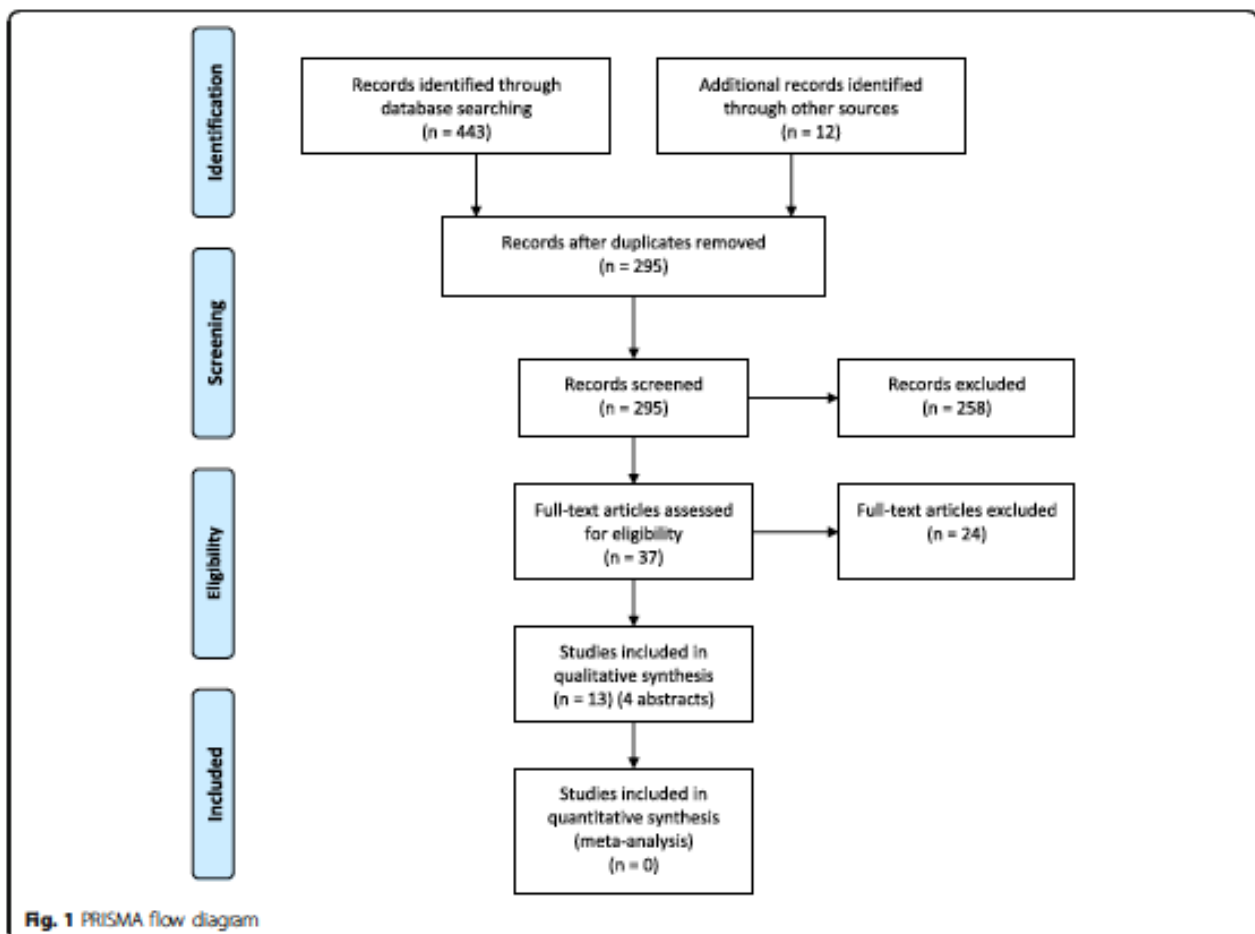 Identification
Records identified through
database searching
(n = 443)
Additional records identified
through other sources
(n = 12)
Records after duplicates removed
(n = 295)
Screening
Records screened
(n = 295)
Records excluded
(n = 258)
Eligibility
Full-text articles assessed
for eligibility
(n = 37)
Full-text articles excluded
(n = 24)
Studies included in
qualitative synthesis
(n = 13) (4 abstracts)
Included
Studies included in
quantitative synthesis
(meta-analysis)
(n = 0)
Fig. 1 PRISMA flow diagram